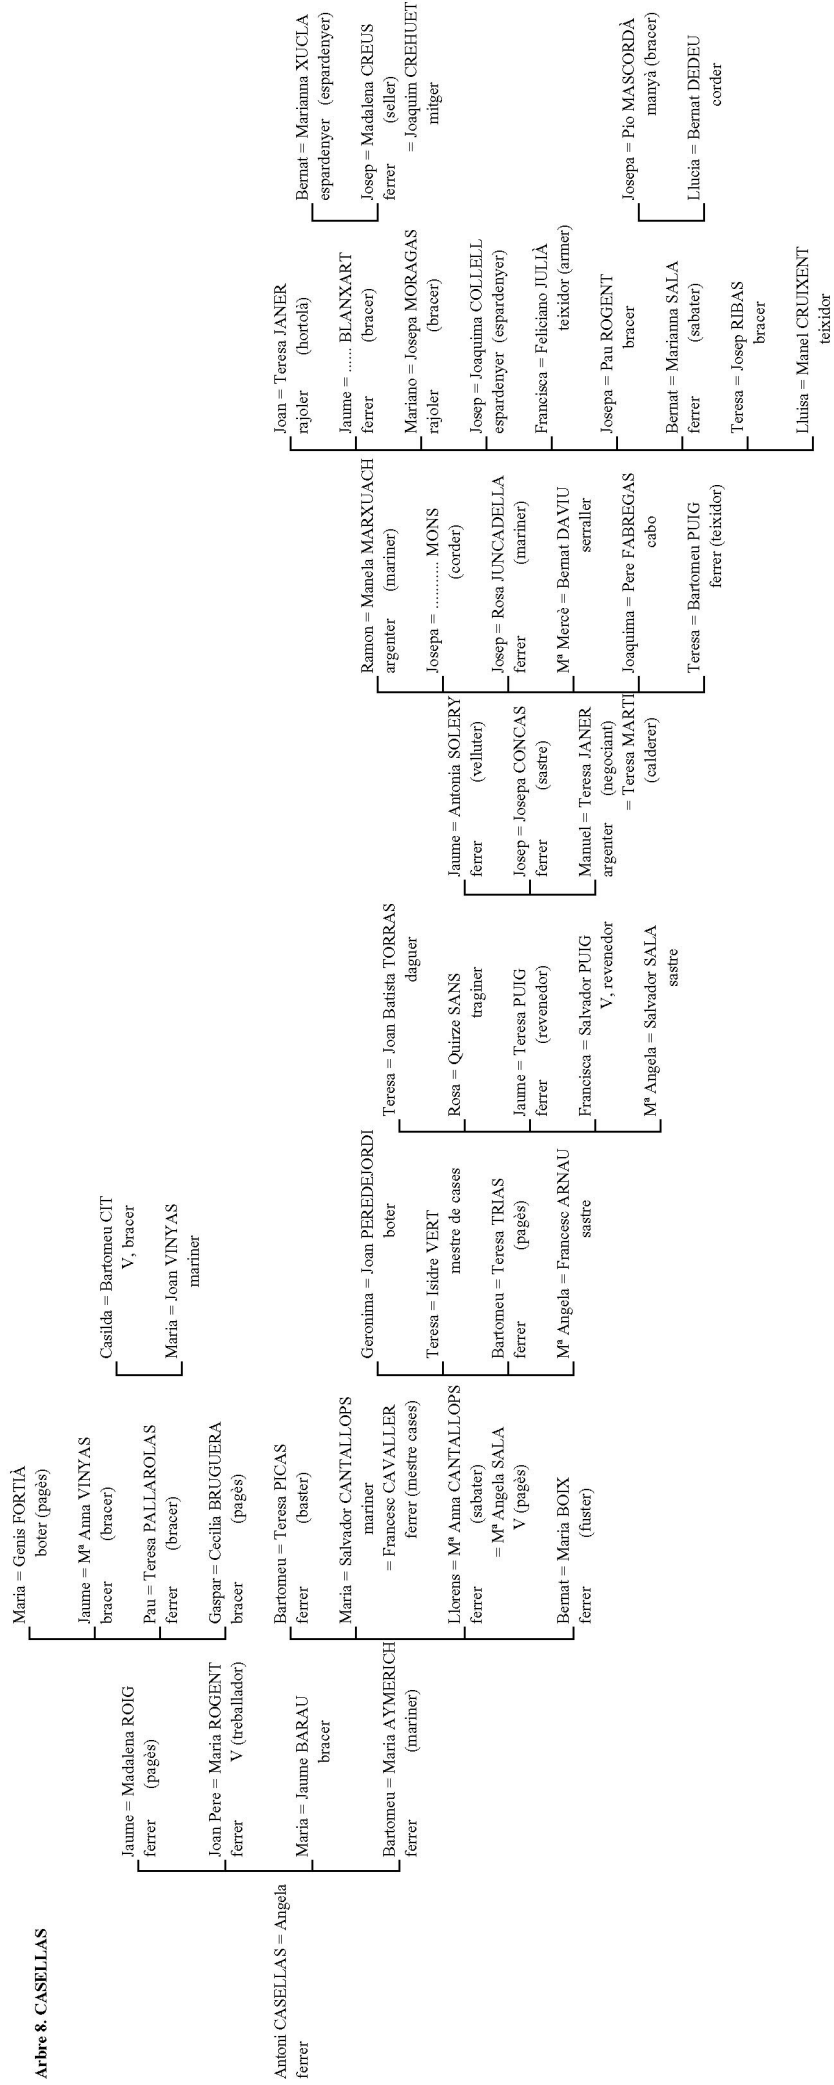 Arbre 8. CASELLAS
Antoni CASELLAS = Angela
ferrer
Jaume = Madalena ROIG
ferrer (pagès)
Joan Pere = Maria ROGENT
ferrer V (treballador)
Maria = Jaume BARAU
bracer
Bartomeu = Maria AYMERICH
ferrer (mariner)
Maria = Genis FORTIÀ
boter (pagès)
Jaume = Mª Anna VINYAS
bracer (bracer)
Pau = Teresa PALLAROLAS
ferrer (bracer)
Gaspar = Cecilia BRUGUERA
bracer (pagès)
Bartomeu = Teresa PICAS
ferrer (baster)
Maria = Salvador CANTALLOPS
mariner
= Francesc CAVALLER
ferrer (mestre cases)
Llorens = Mª Anna CANTALLOPS
ferrer (sabater)
= Mª Angela SALA
V (pagès)
Bernat = Maria BOIX
ferrer (fuster)
Casilda = Bartomeu CIT
V, bracer
Maria = Joan VINYAS
mariner
Geronima = Joan PEREDEJORDI
boter
Teresa = Isidre VERT
mestre de cases
Bartomeu = Teresa TRIAS
ferrer (pagès)
Mª Angela = Francesc ARNAU
sastre
Teresa = Joan Batista TORRAS
daguer
Rosa = Quirze SANS
traginer
Jaume = Teresa PUIG
ferrer (revenedor)
Francisca = Salvador PUIG
V, revenedor
Mª Angela = Salvador SALA
sastre
Jaume = Antonia SOLERY
ferrer (velluter)
Josep = Josepa CONCAS
ferrer (sastre)
Manuel = Teresa JANER
argenter (negociant)
= Teresa MARTI
(calderer)
Ramon = Manela MARXUACH
argenter (mariner)
Josepa = ........... MONS
(corder)
Josep = Rosa JUNCADELLA
ferrer (mariner)
Mª Mercè = Bernat DAVIU
serraller
Joaquima = Pere FABREGAS
cabo
Teresa = Bartomeu PUIG
ferrer (teixidor)
Joan = Teresa JANER
rajoler (hortolà)
Jaume = ...... BLANXART
ferrer (bracer)
Mariano = Josepa MORAGAS
rajoler (bracer)
Josep = Joaquima COLLELL
espardenyer (espardenyer)
Francisca = Feliciano JULIÀ
teixidor (armer)
Josepa = Pau ROGENT
bracer
Bernat = Marianna SALA
ferrer (sabater)
Teresa = Josep RIBAS
bracer
Lluisa = Manel CRUIXENT
teixidor
Bernat = Marianna XUCLA
espardenyer (espardenyer)
Josep = Madalena CREUS
ferrer (seller)
= Joaquim CREHUET
mitger
Josepa = Pio MASCORDÀ
manyà (bracer)
Llucia = Bernat DEDEU
corder